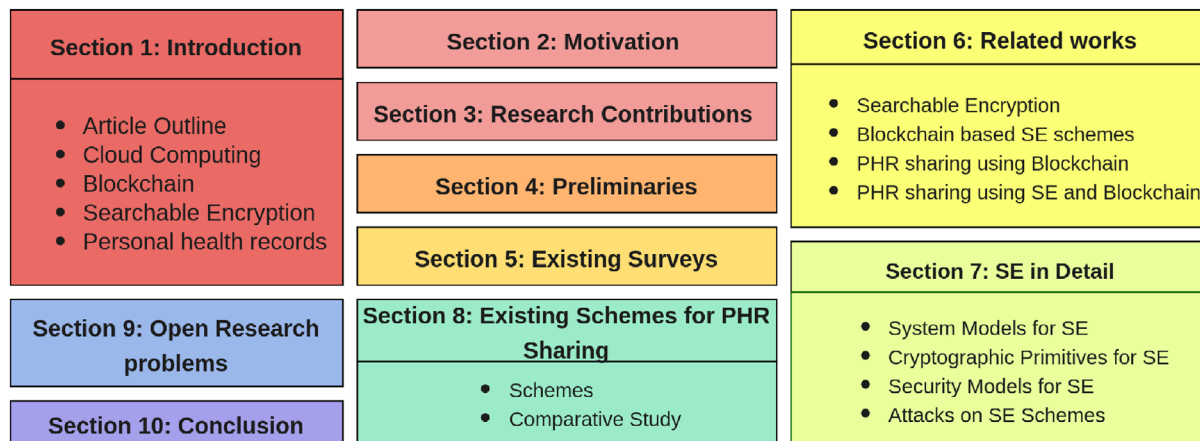 Section 1: Introduction
Article Outline
Cloud Computing
Blockchain
Searchable Encryption
Personal health records
Section 2: Motivation
Section 3: Research Contributions
Section 4: Preliminaries
Section 5: Existing Surveys
Section 6: Related works
Searchable Encryption
Blockchain based SE schemes
PHR sharing using Blockchain
PHR sharing using SE and Blockchain
Section 7: SE in Detail
System Models for SE
Cryptographic Primitives for SE
Security Models for SE
Attacks on SE Schemes
Section 8: Existing Schemes for PHR
Sharing
Schemes
Comparative Study
Section 9: Open Research
problems
Section 10: Conclusion